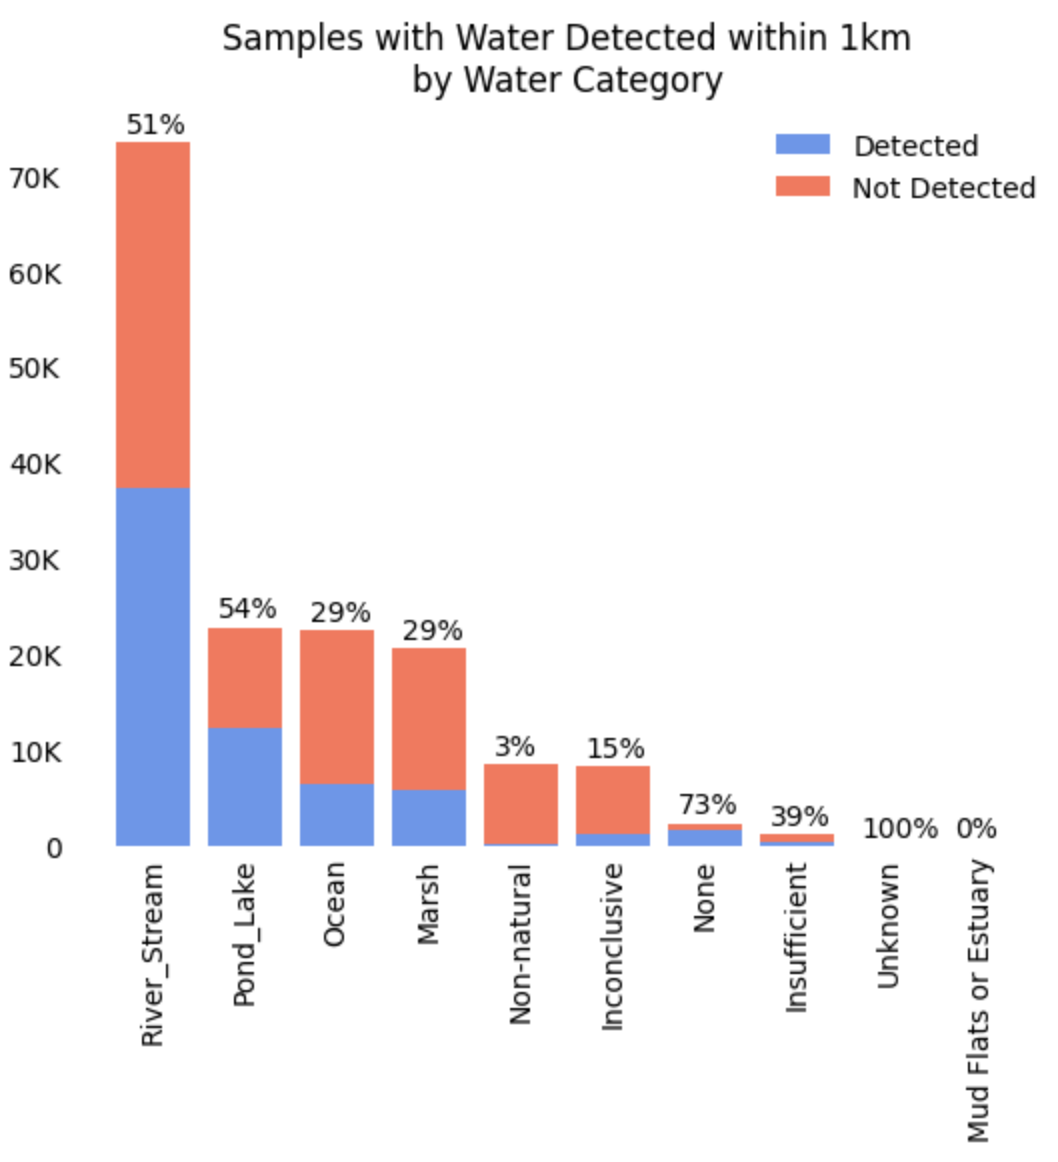 Samples with Water Detected within 1km
by Water Category
51%
Detected
Not Detected
70K
60K
50K
40K
30K
20K
10K
0
54%
29%
29%
3%
15%
73%
39%
100%
0%
River_Stream
Pond_Lake
Ocean
Marsh
Non-natural
Inconclusive
None
Insufficient
Unknown
Mud Flats or Estuary